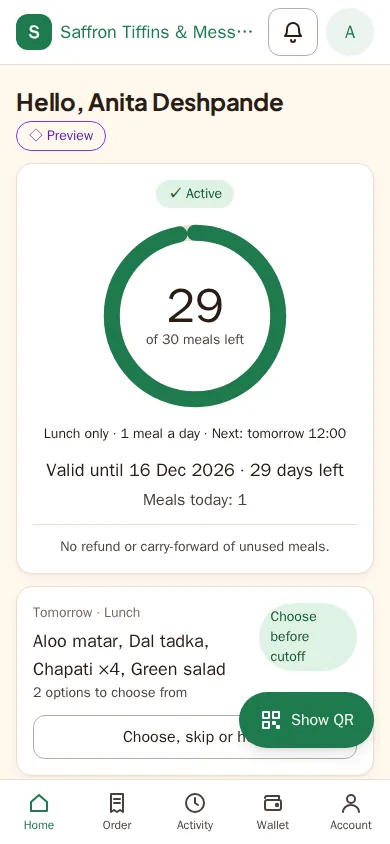 S Saffron Tiffins & Mess··· A
Hello, Anita Deshpande
◇ Preview
✓ Active
29
of 30 meals left
Lunch only · 1 meal a day · Next: tomorrow 12:00
Valid until 16 Dec 2026 · 29 days left
Meals today: 1
No refund or carry-forward of unused meals.
Tomorrow · Lunch
Aloo matar, Dal tadka,
Chapati ×4, Green salad
2 options to choose from
Choose
before
cutoff
Choose, skip or
Show QR
Home Order Activity Wallet Account